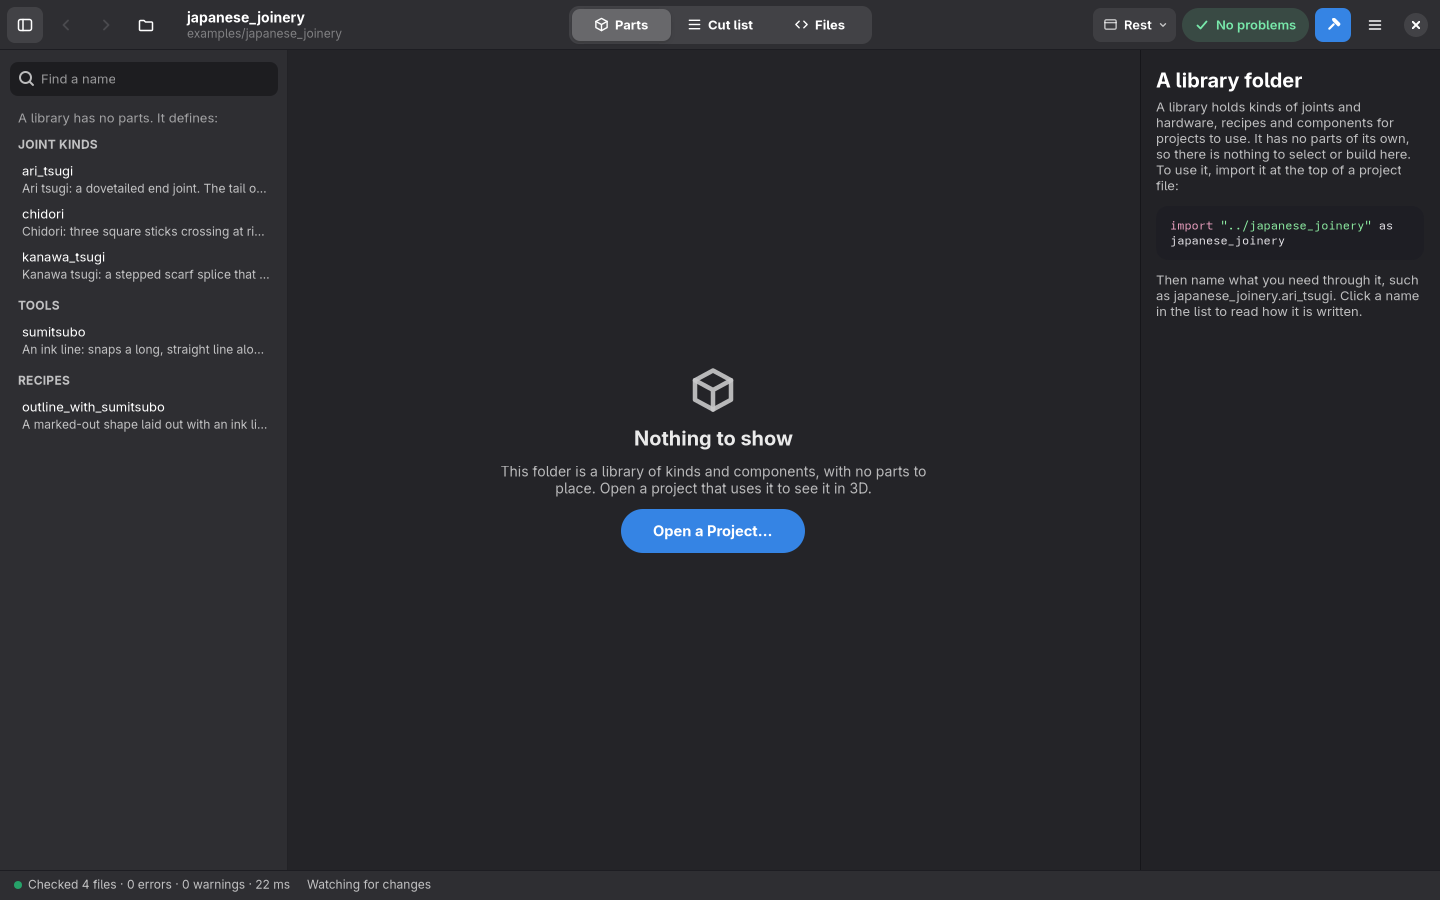 japanese_joinery
examples/japanese_joinery
Parts
Cut list
Files
Rest
No problems
Find a name
A library has no parts. It defines:
JOINT KINDS
ari_tsugi
Ari tsugi: a dovetailed end joint. The tail o...
chidori
Chidori: three square sticks crossing at ri...
kanawa_tsugi
Kanawa tsugi: a stepped scarf splice that ...
TOOLS
sumitsubo
An ink line: snaps a long, straight line alo...
RECIPES
outline_with_sumitsubo
A marked-out shape laid out with an ink li...
Nothing to show
This folder is a library of kinds and components, with no parts to
place. Open a project that uses it to see it in 3D.
Open a Project...
A library folder
A library holds kinds of joints and
hardware, recipes and components for
projects to use. It has no parts of its own,
so there is nothing to select or build here.
To use it, import it at the top of a project
file:
import "../japanese_joinery" as
japanese_joinery
Then name what you need through it, such
as japanese_joinery.ari_tsugi. Click a name
in the list to read how it is written.
Checked 4 files · 0 errors · 0 warnings · 22 ms
Watching for changes